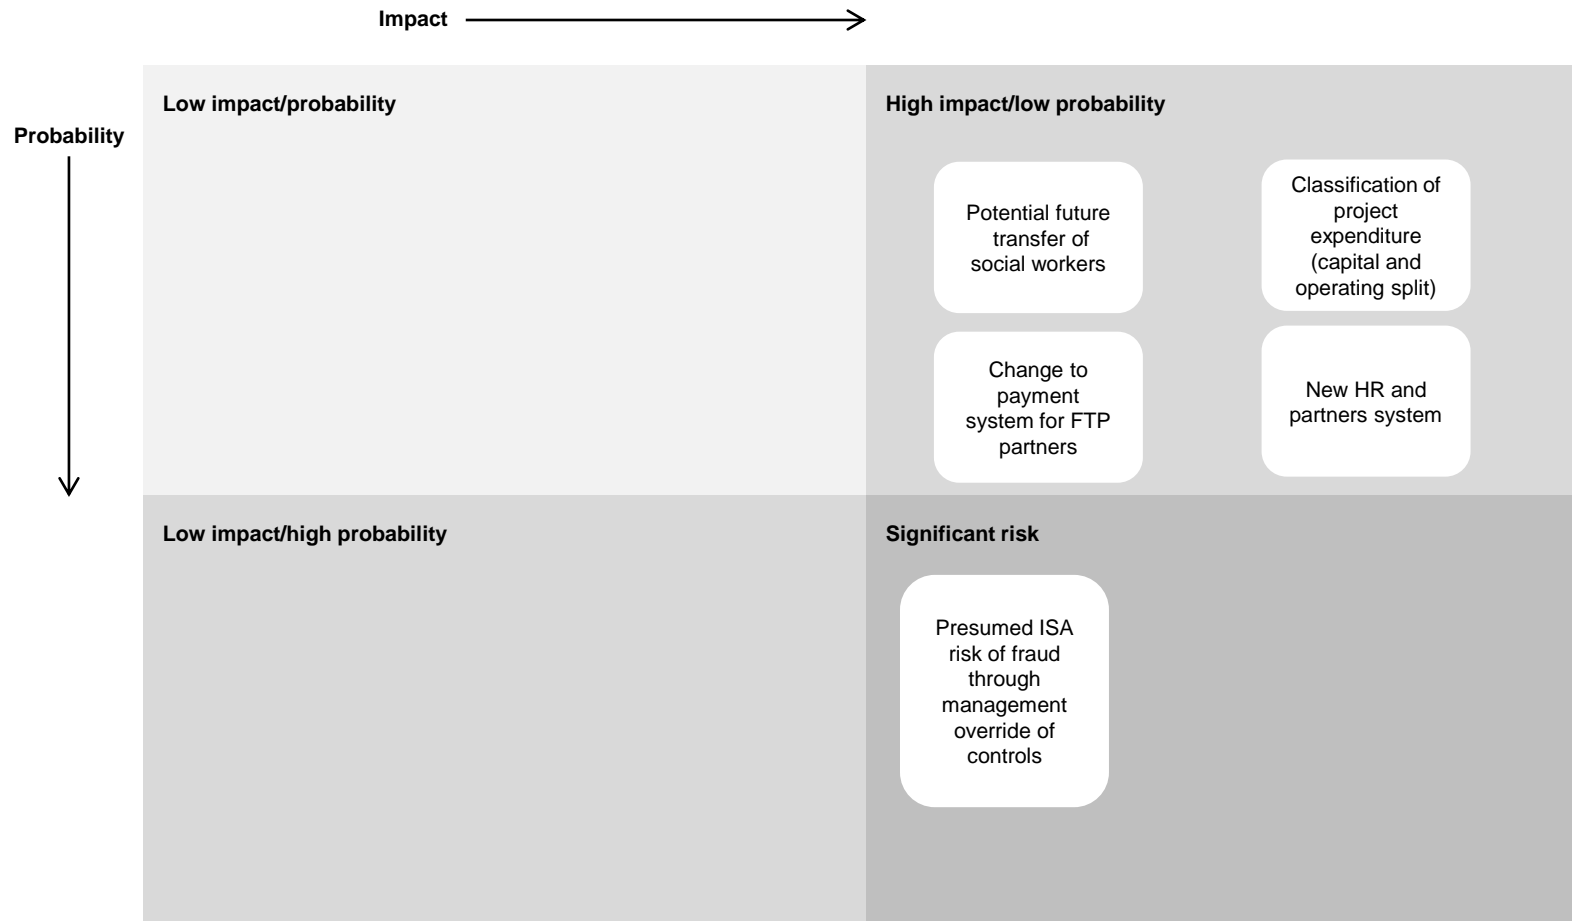 Impact
Probability
Low impact/probability
High impact/low probability
Potential future
transfer of
social workers
Classification of
project
expenditure
(capital and
operating split)
Change to
payment
system for FTP
partners
New HR and
partners system
Low impact/high probability
Significant risk
Presumed ISA
risk of fraud
through
management
override of
controls